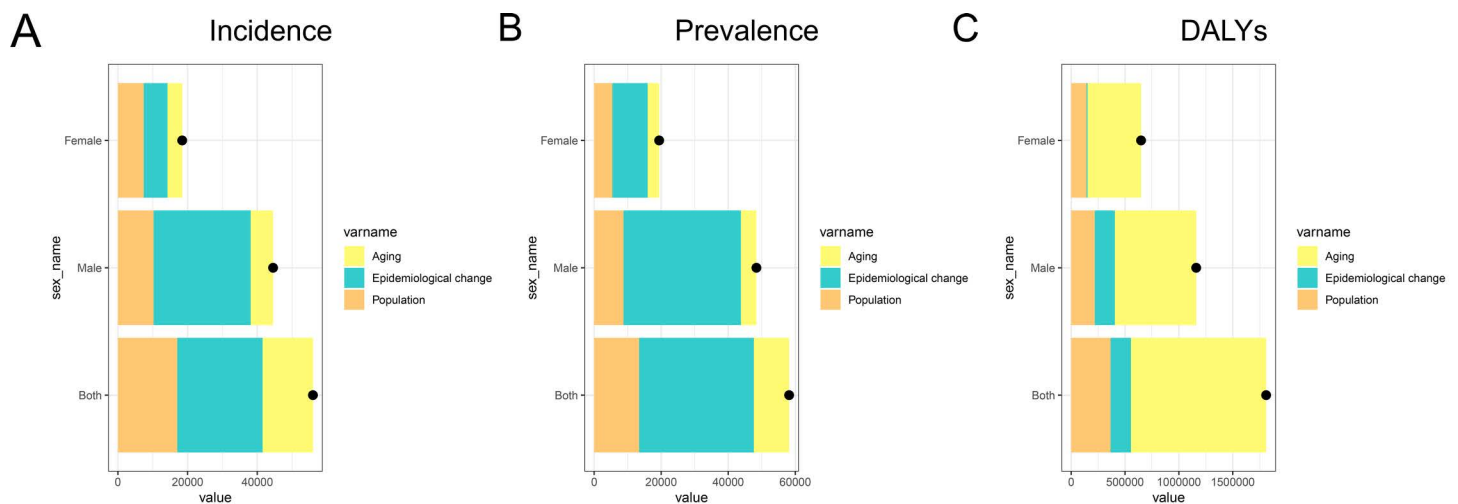 A
Incidence
sex_name
Female
Male
Both
0
20000
40000
value
varname
Aging
Epidemiological change
Population
B
Prevalence
sex_name
Female
Male
Both
0
20000
40000
60000
value
varname
Aging
Epidemiological change
Population
C
DALYs
sex_name
Female
Male
Both
0
500000
1000000
1500000
value
varname
Aging
Epidemiological change
Population